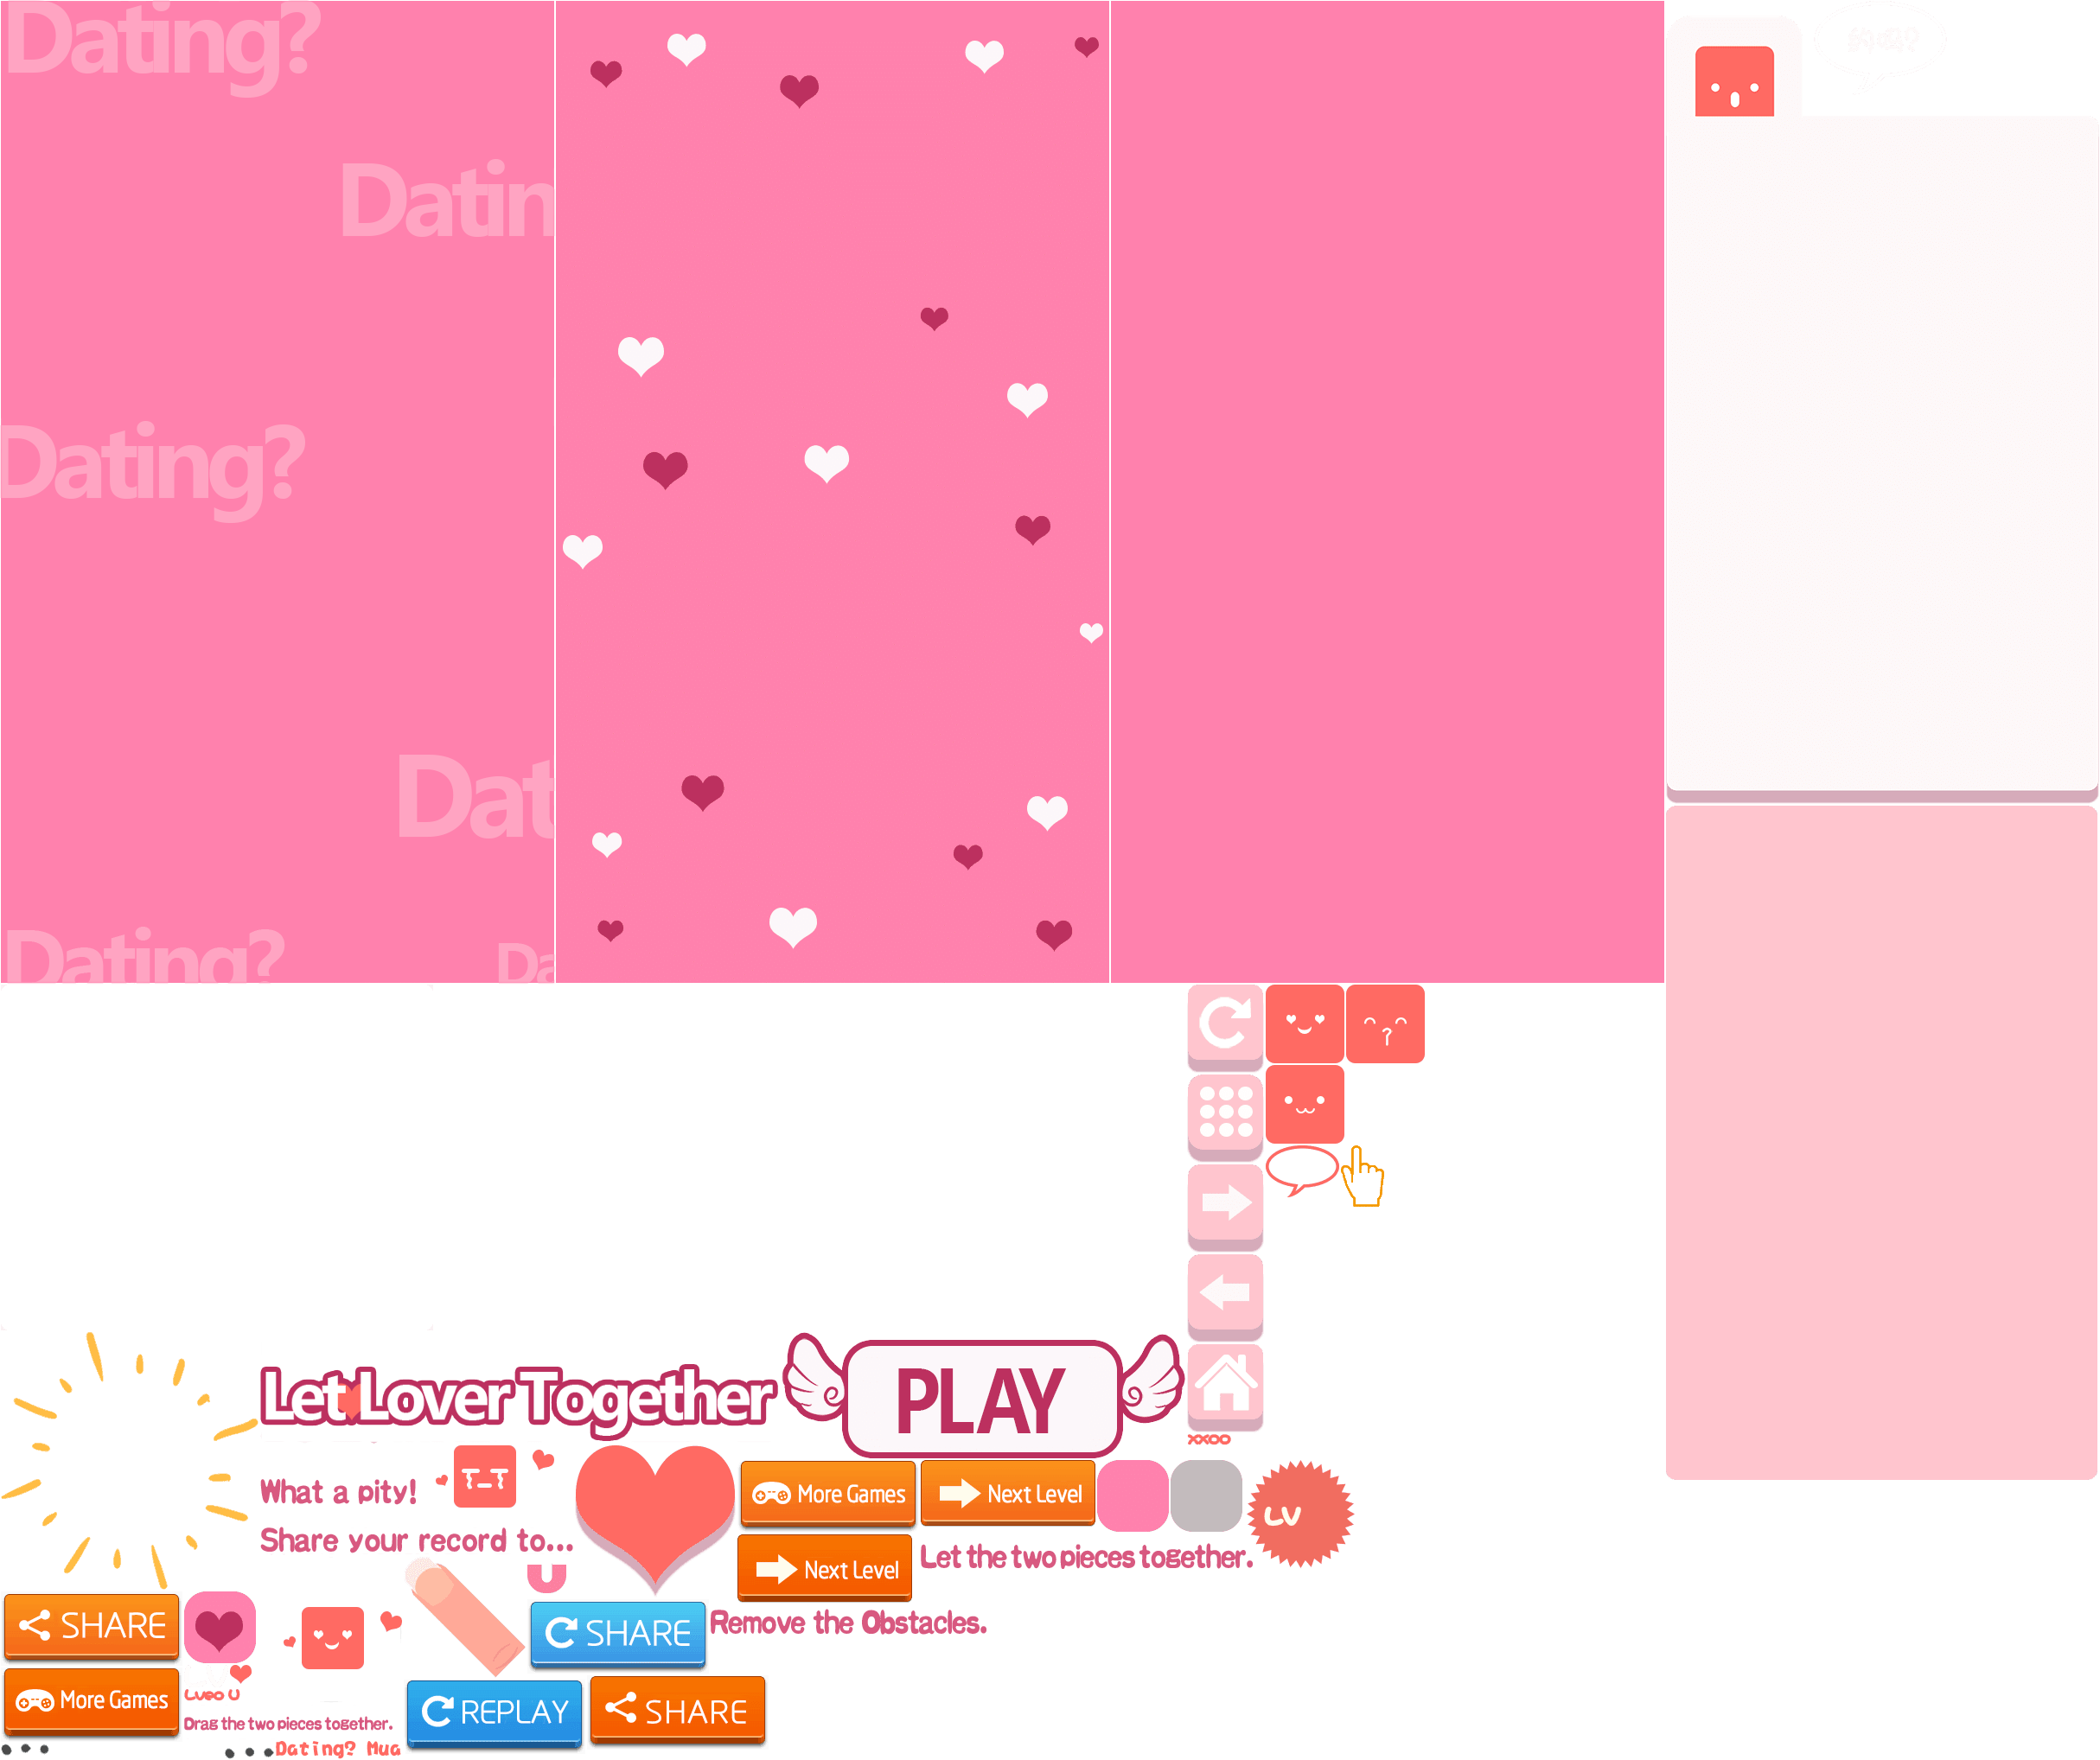 Dating?
Datin
Dating?
Dat
Dating?
Da
Let Lover Together
PLAY
xxoo
What a pity!
Share your record to...
More Games
Next Level
LV
Next Level
Let the two pieces together.
U
SHARE
SHARE
Remove the Obstacles.
More Games
REPLAY
SHARE
Drag the two pieces together.
Dating? Mua